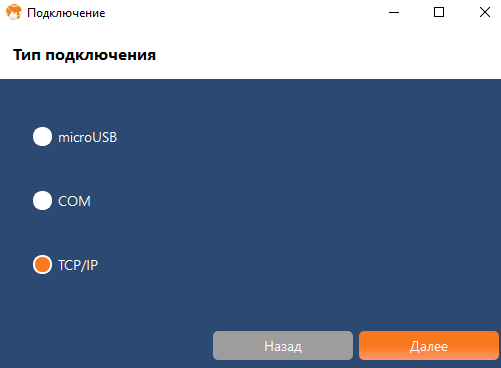 Подключение
Тип подключения
microUSB
COM
TCP/IP
Назад
Далее